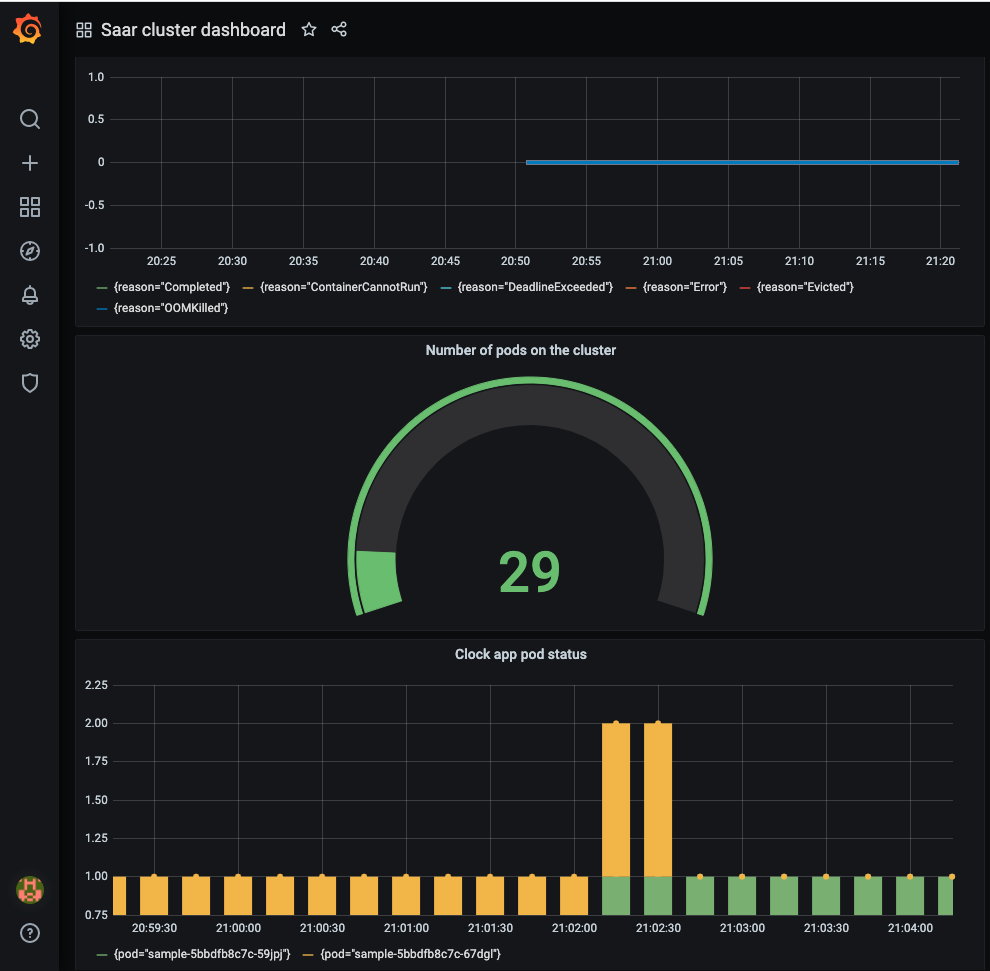 Saar cluster dashboard
1.0
0.5
0
-0.5
-1.0
20:25 20:30 20:35 20:40 20:45 20:50 20:55 21:00 21:05 21:10 21:15 21:20
{reason="Completed"} {reason="ContainerCannotRun"} {reason="DeadlineExceeded"} {reason="Error"} {reason="Evicted"}
{reason="OOMKilled"}
Number of pods on the cluster
29
Clock app pod status
2.25
2.00
1.75
1.50
1.25
1.00
0.75
20:59:30 21:00:00 21:00:30 21:01:00 21:01:30 21:02:00 21:02:30 21:03:00 21:03:30 21:04:00
{pod="sample-5bbdfb8c7c-59jpj"} {pod="sample-5bbdfb8c7c-67dgl"}